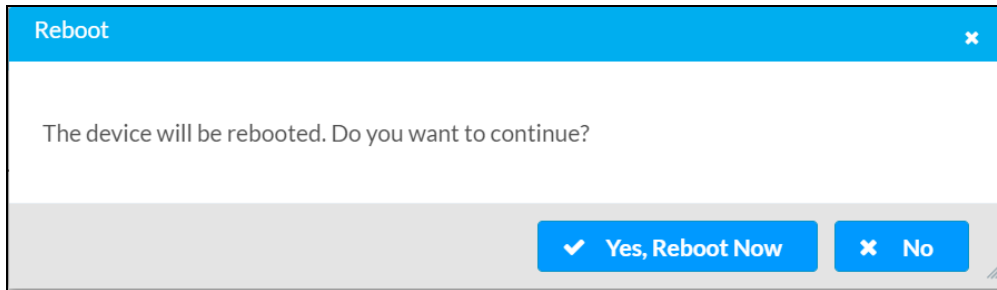 Reboot
The device will be rebooted. Do you want to continue?
Yes, Reboot Now
No